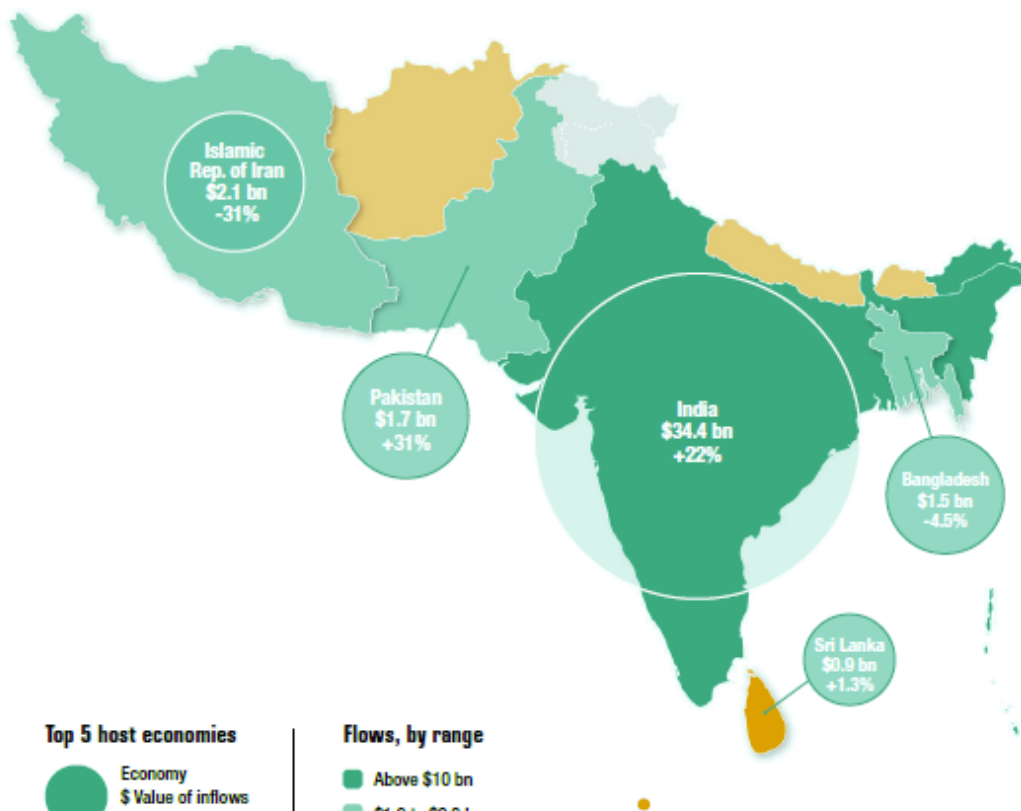 Islamic
Rep. of Iran
$2.1 bn
-31%
Pakistan
$1.7 bn
+31%
India
$34.4 bn
+22%
Bangladesh
$1.5 bn
-4.5%
Sri Lanka
$0.9 bn
+1.3%
Top 5 host economies
Economy
$ Value of inflows
Flows, by range
Above $10 bn